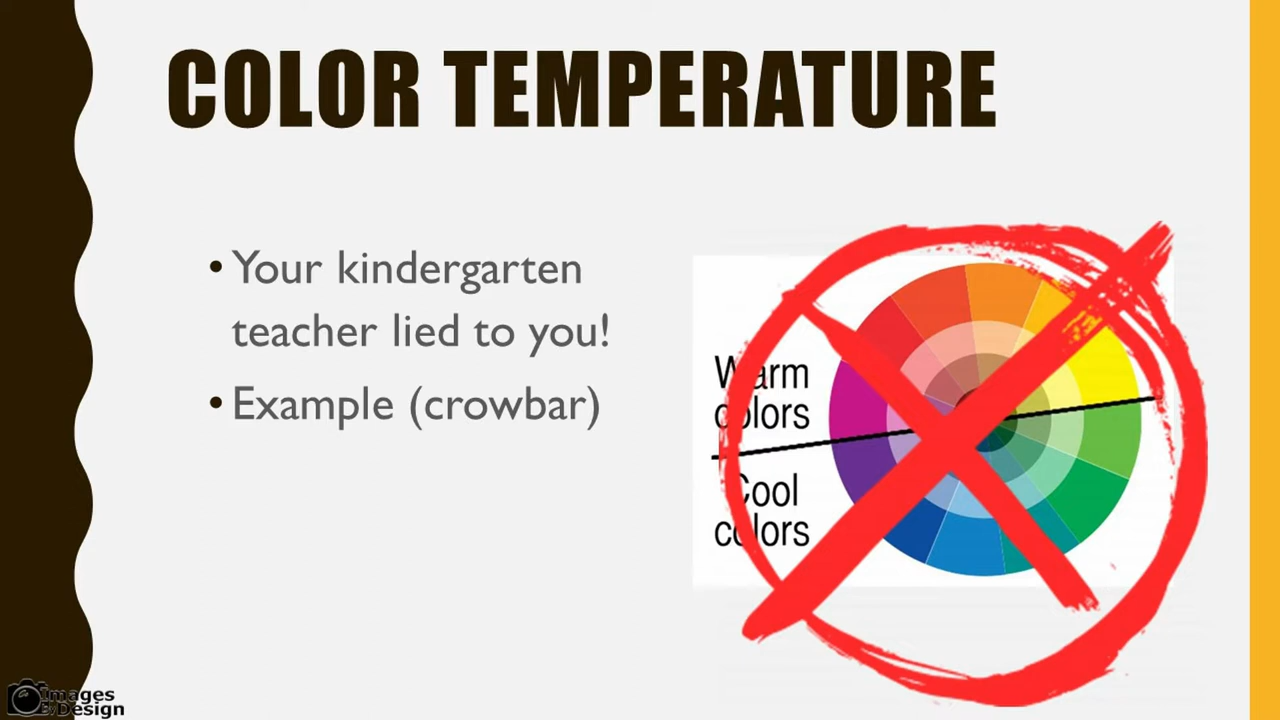 COLOR TEMPERATURE
• Your kindergarten
teacher lied to you!
• Example (crowbar)
Warm
colors
Cool
colors
Images
by Design